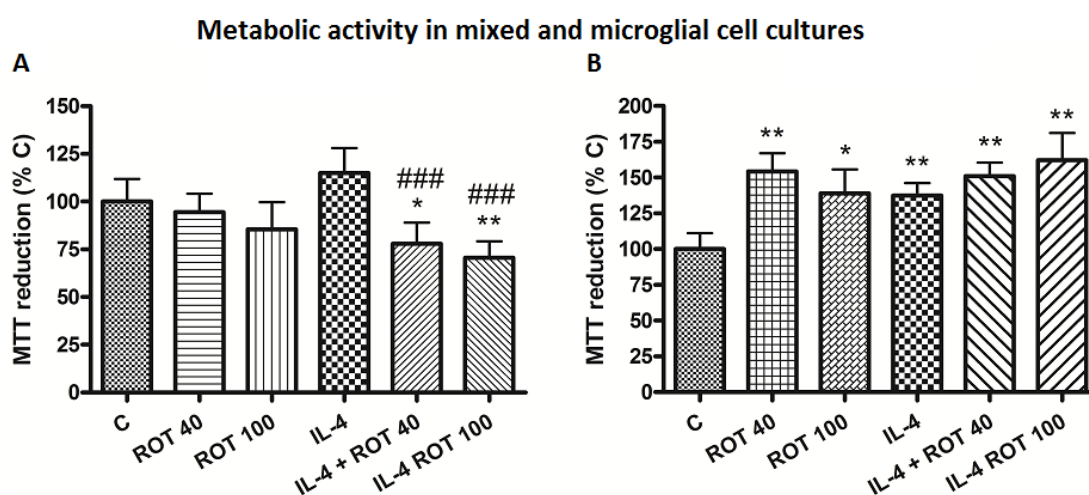 Metabolic activity in mixed and microglial cell cultures
A
MTT reduction (% C)
150
125
100
75
50
25
0
###
*
###
**
C
ROT 40
ROT 100
IL-4
IL-4 + ROT 40
IL-4 ROT 100
B
MTT reduction (% C)
200
175
150
125
100
75
50
25
0
**
*
**
**
**
C
ROT 40
ROT 100
IL-4
IL-4 + ROT 40
IL-4 ROT 100